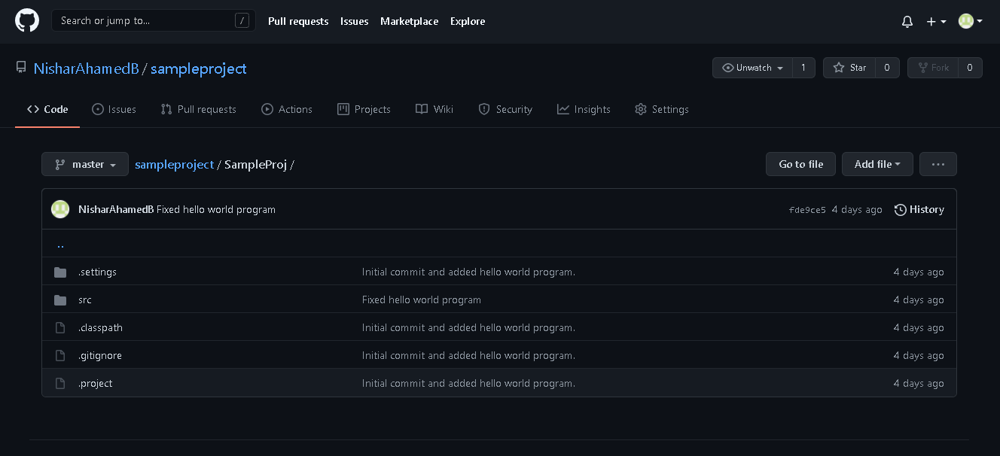 Search or jump to... / Pull requests Issues Marketplace Explore
NisharAhamedB / sampleproject Unwatch 1 Star 0 Fork 0
Code Issues Pull requests Actions Projects Wiki Security Insights Settings
master sampleproject / SampleProj / Go to file Add file ...
NisharAhamedB Fixed hello world program fde9ce5 4 days ago History
..
.settings Initial commit and added hello world program. 4 days ago
src Fixed hello world program 4 days ago
.classpath Initial commit and added hello world program. 4 days ago
.gitignore Initial commit and added hello world program. 4 days ago
.project Initial commit and added hello world program. 4 days ago